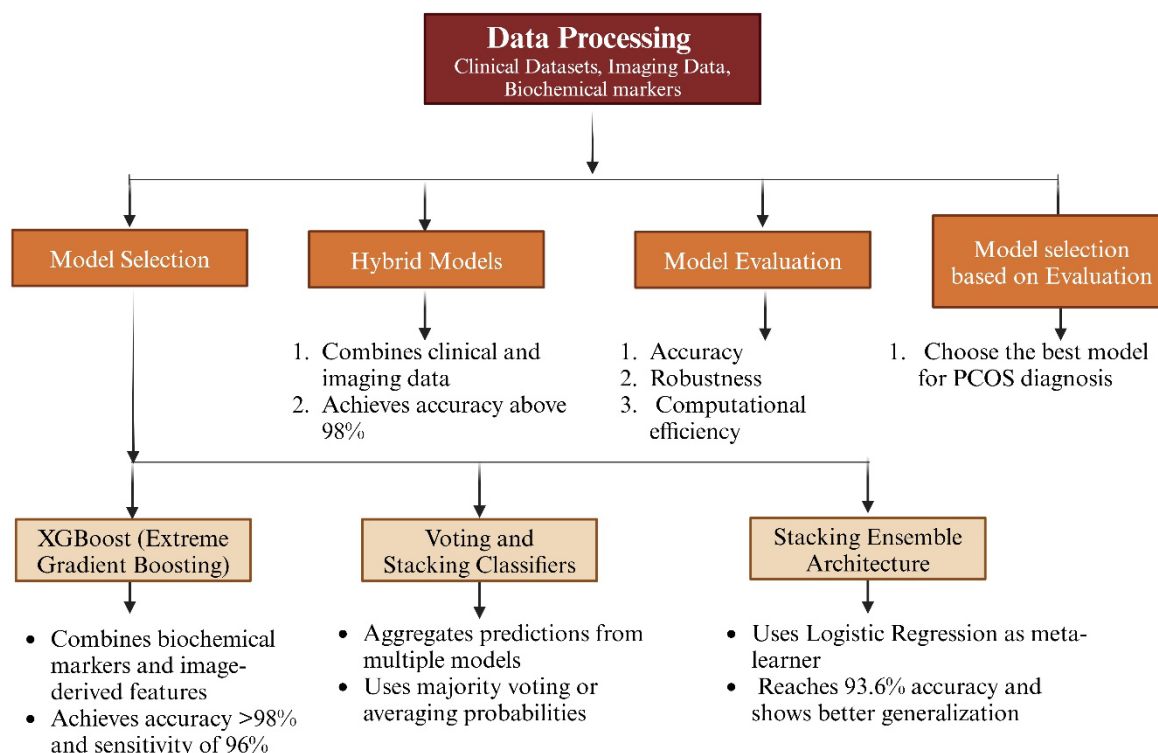 Data Processing
Clinical Datasets, Imaging Data,
Biochemical markers
Model Selection
Hybrid Models
Model Evaluation
Model selection
based on Evaluation
1. Combines clinical and
imaging data
2. Achieves accuracy above
98%
1. Accuracy
2. Robustness
3. Computational
efficiency
1. Choose the best model
for PCOS diagnosis
XGBoost (Extreme
Gradient Boosting)
Voting and
Stacking Classifiers
Stacking Ensemble
Architecture
• Combines biochemical
markers and image-
derived features
• Achieves accuracy >98%
and sensitivity of 96%
• Aggregates predictions from
multiple models
• Uses majority voting or
averaging probabilities
• Uses Logistic Regression as meta-
learner
• Reaches 93.6% accuracy and
shows better generalization